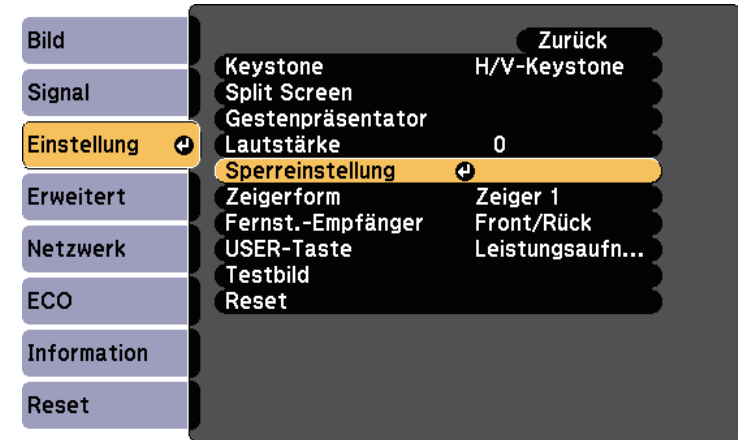 Bild
Signal
Einstellung
Erweitert
Netzwerk
ECO
Information
Reset
Zurück
Keystone H/V-Keystone
Split Screen
Gestenpräsentator
Lautstärke 0
Sperreinstellung
Zeigerform Zeiger 1
Fernst.-Empfänger Front/Rück
USER-Taste Leistungsaufn...
Testbild
Reset